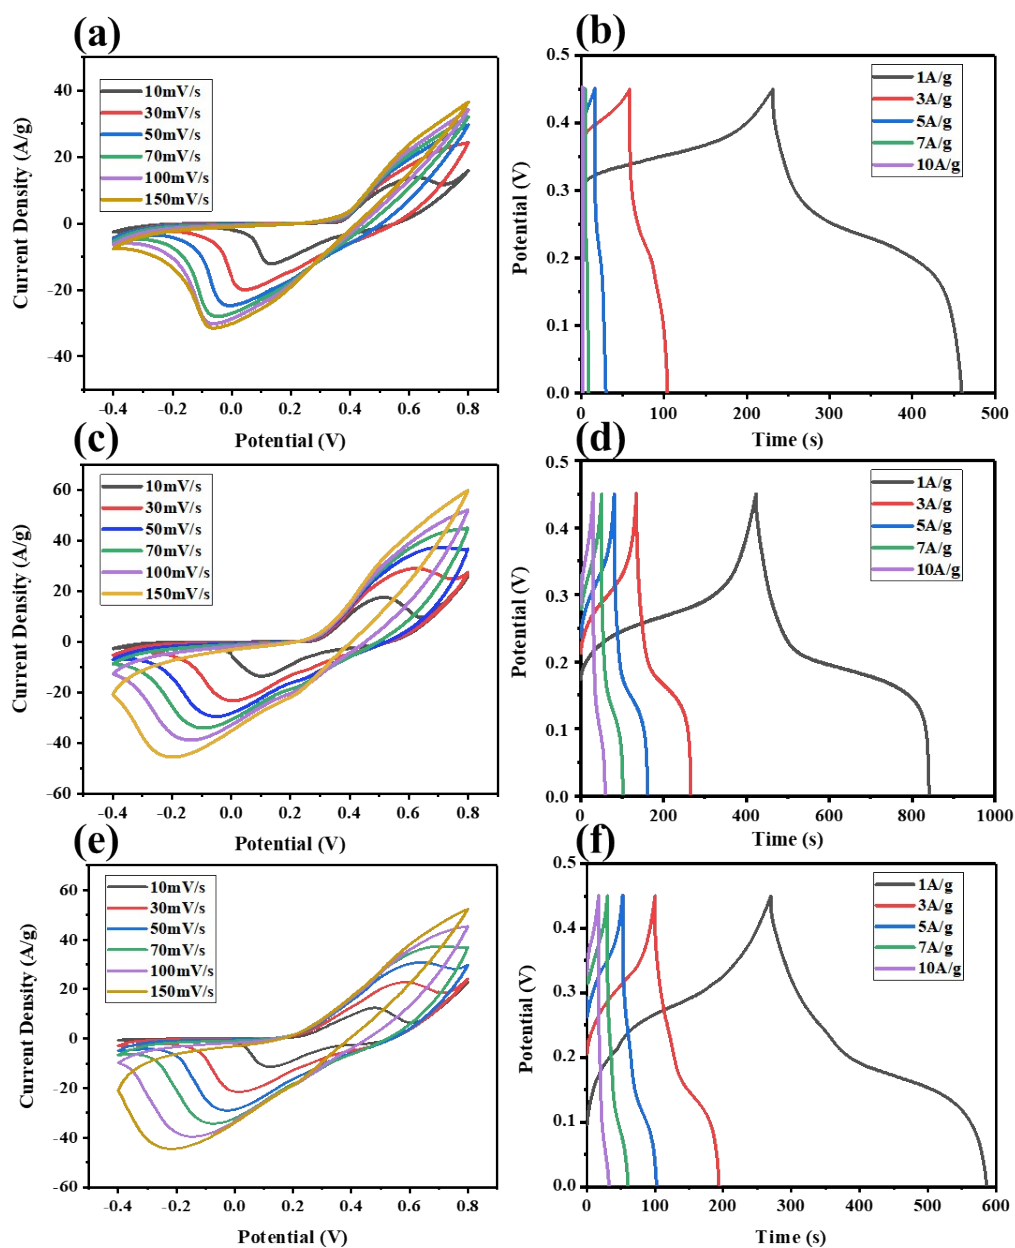 (a)
Current Density (A/g)
40
20
0
-20
-40
10mV/s
30mV/s
50mV/s
70mV/s
100mV/s
150mV/s
-0.4 -0.2 0.0 0.2 0.4 0.6 0.8
Potential (V)
(b)
Potential (V)
0.5
0.4
0.3
0.2
0.1
0.0
1A/g
3A/g
5A/g
7A/g
10A/g
0 100 200 300 400 500
Time (s)
(c)
Current Density (A/g)
60
40
20
0
-20
-40
-60
10mV/s
30mV/s
50mV/s
70mV/s
100mV/s
150mV/s
-0.4 -0.2 0.0 0.2 0.4 0.6 0.8
Potential (V)
(d)
Potential (V)
0.5
0.4
0.3
0.2
0.1
0.0
1A/g
3A/g
5A/g
7A/g
10A/g
0 200 400 600 800 1000
Time (s)
(e)
Current Density (A/g)
60
40
20
0
-20
-40
-60
10mV/s
30mV/s
50mV/s
70mV/s
100mV/s
150mV/s
-0.4 -0.2 0.0 0.2 0.4 0.6 0.8
Potential (V)
(f)
Potential (V)
0.5
0.4
0.3
0.2
0.1
0.0
1A/g
3A/g
5A/g
7A/g
10A/g
0 100 200 300 400 500 600
Time (s)